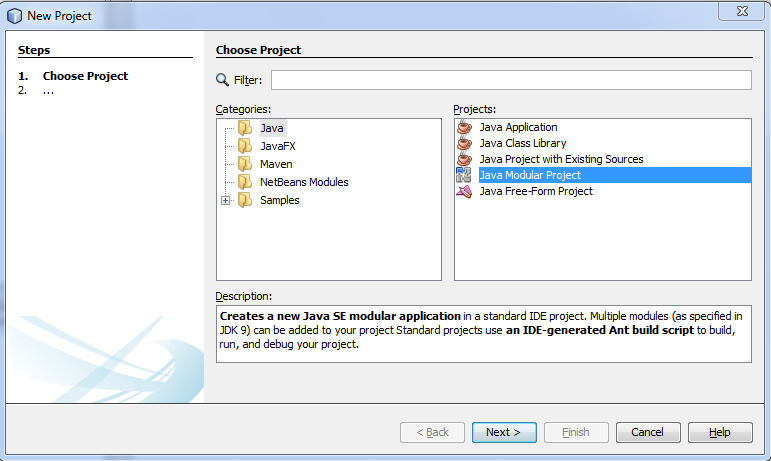 New Project
Steps
1. Choose Project
2. ...
Choose Project
Filter:
Categories:
Java
JavaFX
Maven
NetBeans Modules
Samples
Projects:
Java Application
Java Class Library
Java Project with Existing Sources
Java Modular Project
Java Free-Form Project
Description:
Creates a new Java SE modular application in a standard IDE project. Multiple modules (as specified in
JDK 9) can be added to your project Standard projects use an IDE-generated Ant build script to build,
run, and debug your project.
< Back
Next >
Finish
Cancel
Help